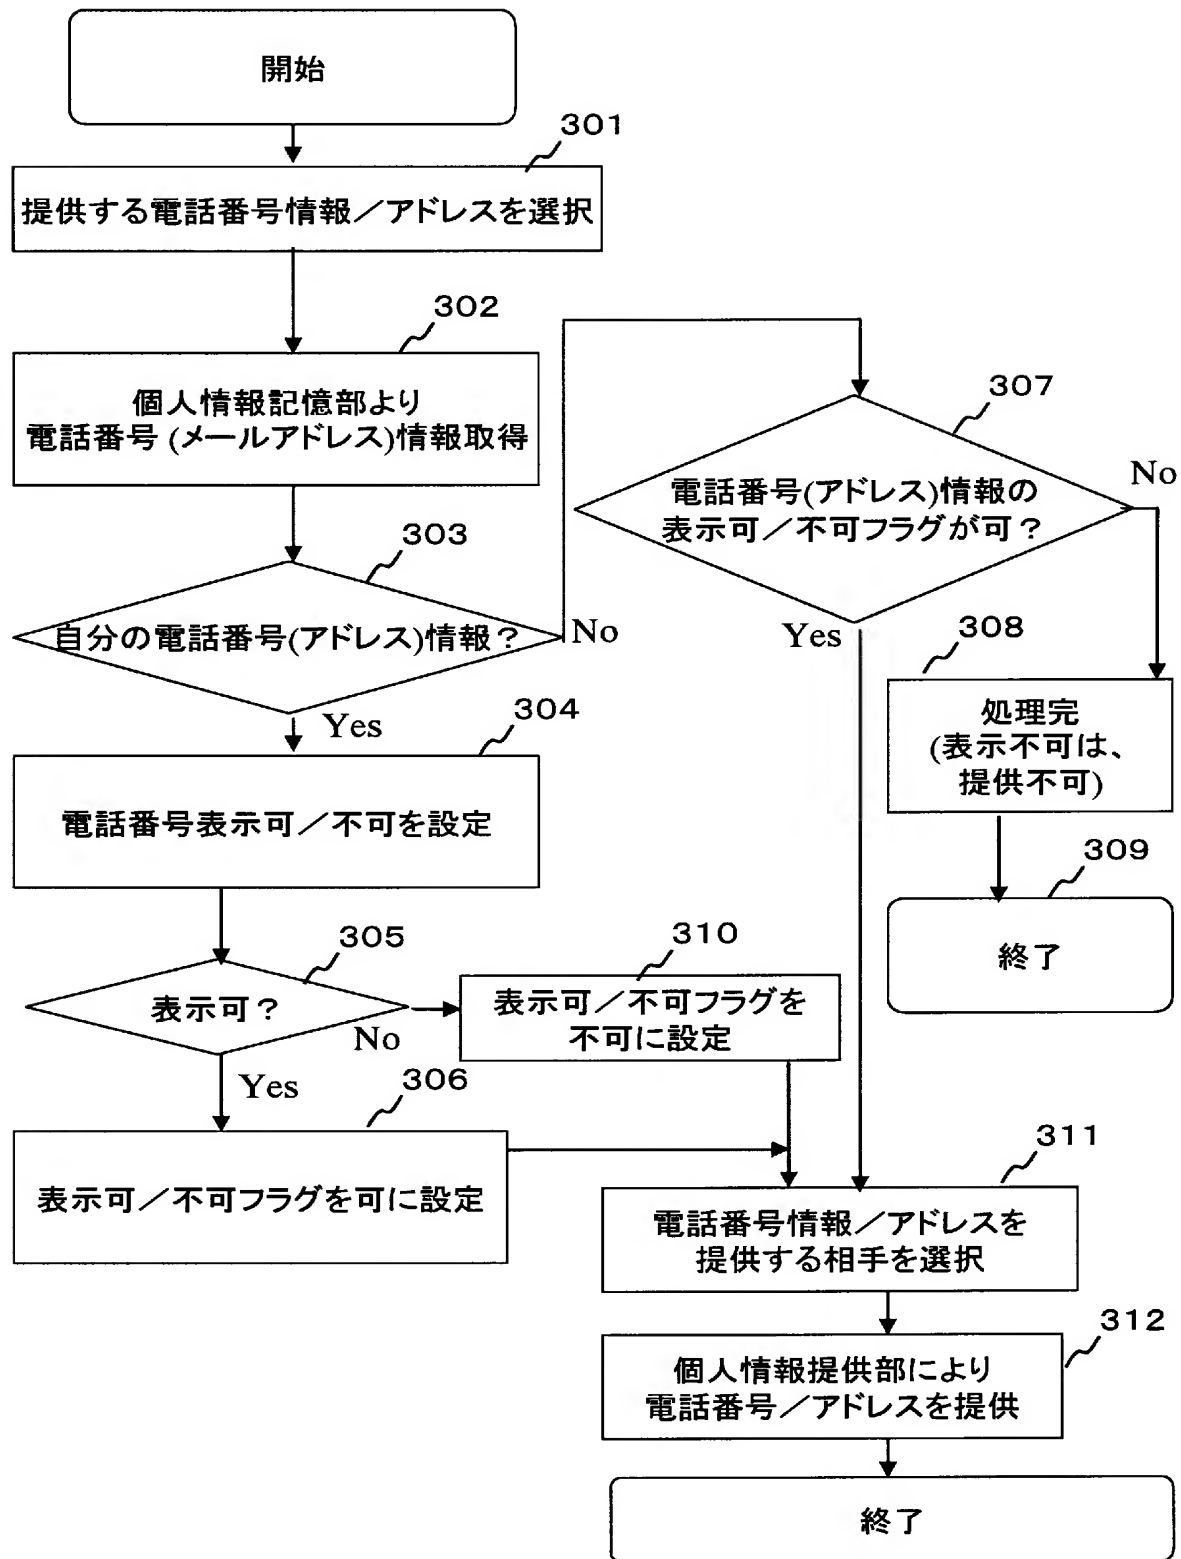 開始
301
提供する電話番号情報／アドレスを選択
302
個人情報記憶部より
電話番号 (メールアドレス)情報取得
303
自分の電話番号(アドレス)情報？
No
Yes
304
電話番号表示可／不可を設定
305
表示可？
No
Yes
306
表示可／不可フラグを可に設定
310
表示可／不可フラグを
不可に設定
307
電話番号(アドレス)情報の
表示可／不可フラグが可？
No
Yes
308
処理完
(表示不可は、
提供不可)
309
終了
311
電話番号情報／アドレスを
提供する相手を選択
312
個人情報提供部により
電話番号／アドレスを提供
終了